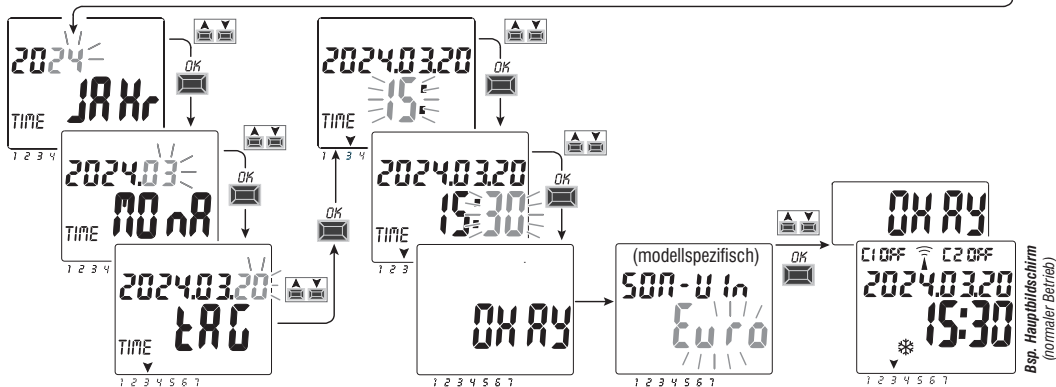 2024
JAHr
TIME
1 2 3 4
OK
2024.03
MOnA
TIME
1 2 3 4
OK
2024.03.20
tAG
TIME
1 2 3 4 5 6 7
OK
2024.03.20
15:
TIME
1 3 4
OK
2024.03.20
15:30
TIME
1 2 3
OK
OKAY
1 2 3 4 5 6 7
(modellspezifisch)
SOM-UIn
Euro
1 2 3 4 5 6 7
OK
OKAY
C1 OFF C2 OFF
2024.03.20
15:30
1 2 3 4 5 6 7
Bsp. Hauptbildschirm
(normaler Betrieb)